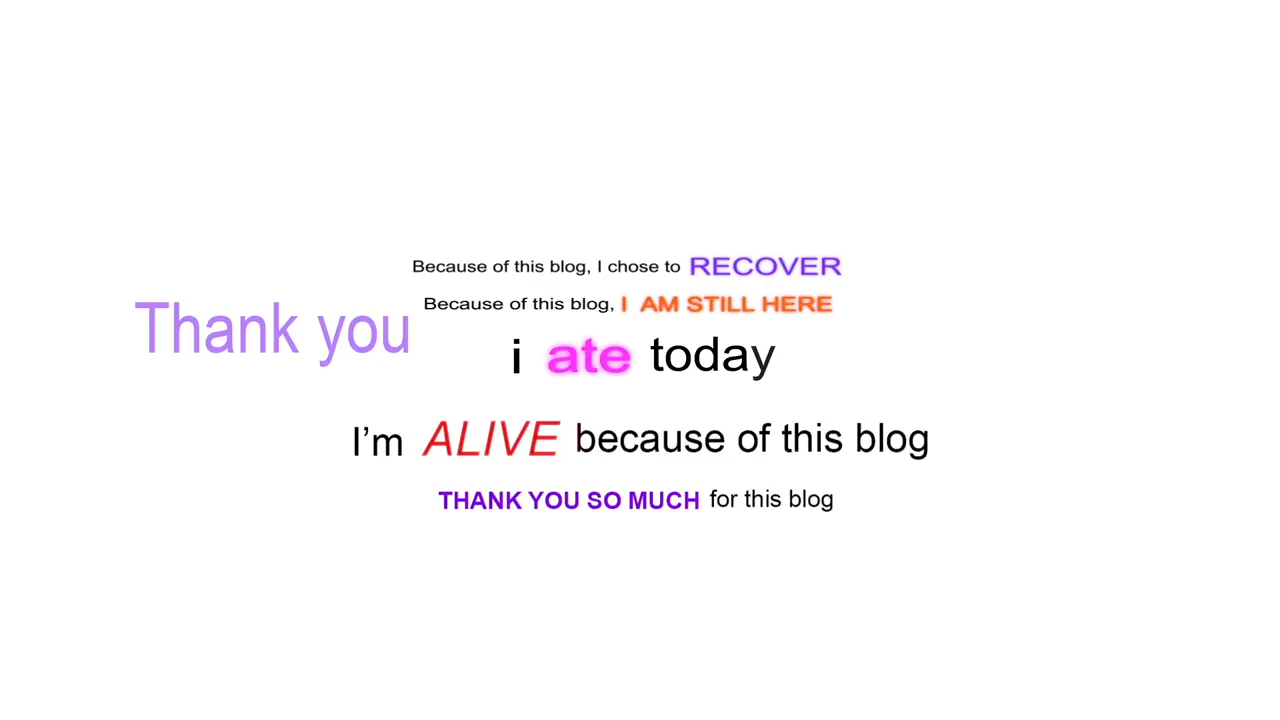 Because of this blog, I chose to RECOVER
Because of this blog, I AM STILL HERE
Thank you
i ate today
I'm ALIVE because of this blog
THANK YOU SO MUCH for this blog